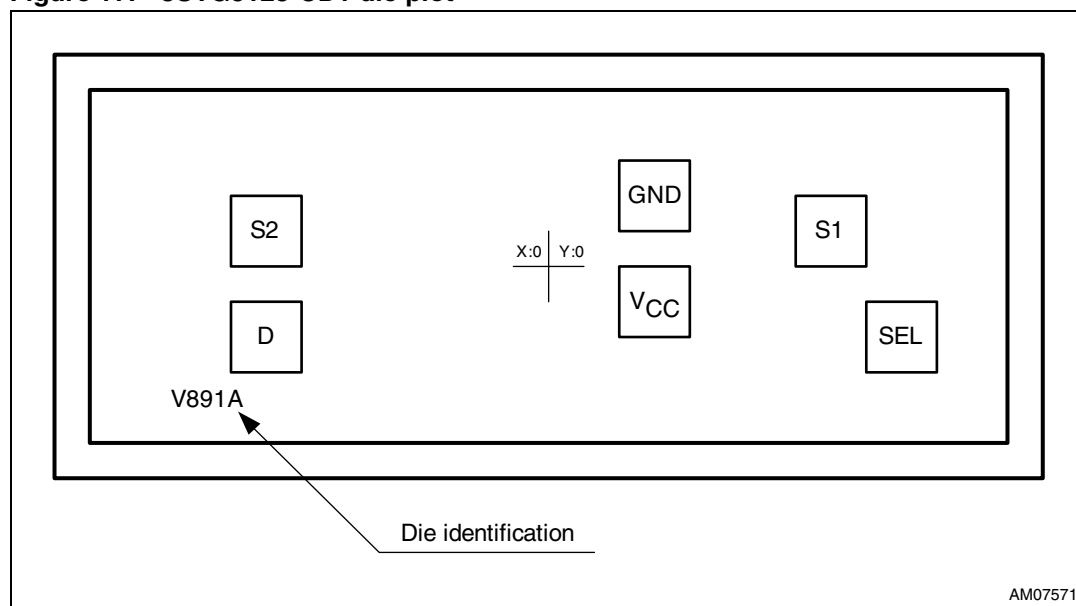 GND
S2
S1
X:0 Y:0
VCC
D
SEL
V891A
Die identification
AM07571